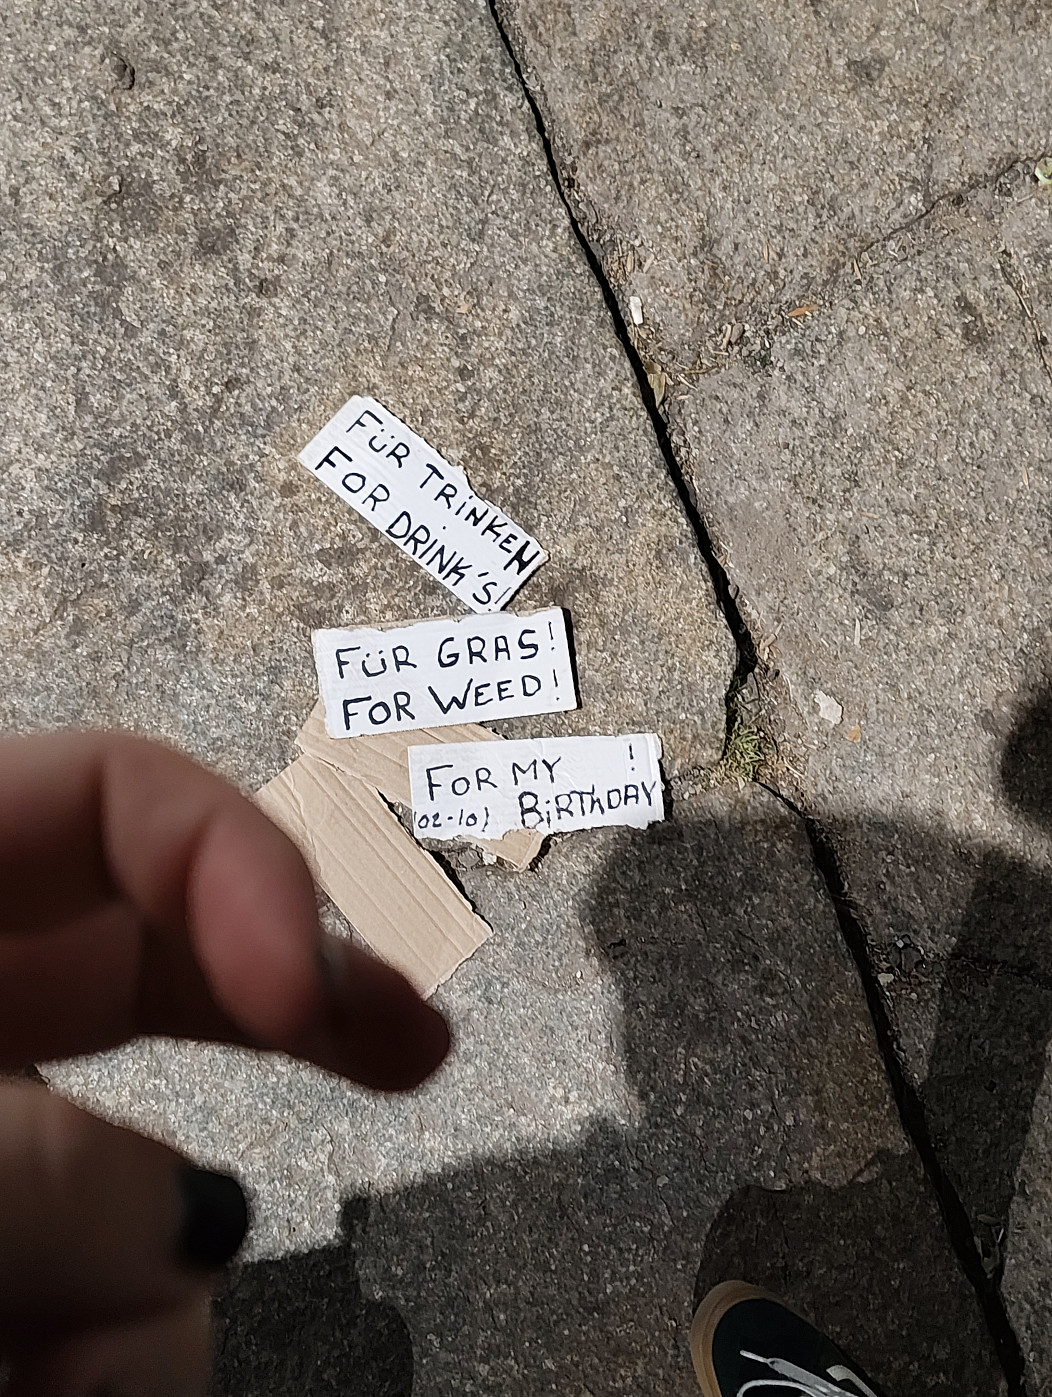 FÜR TRiNKEN
FOR DRiNK'S!
FÜR GRAS!
FOR WEED!
FOR MY !
(02-10) BiRTHDAY